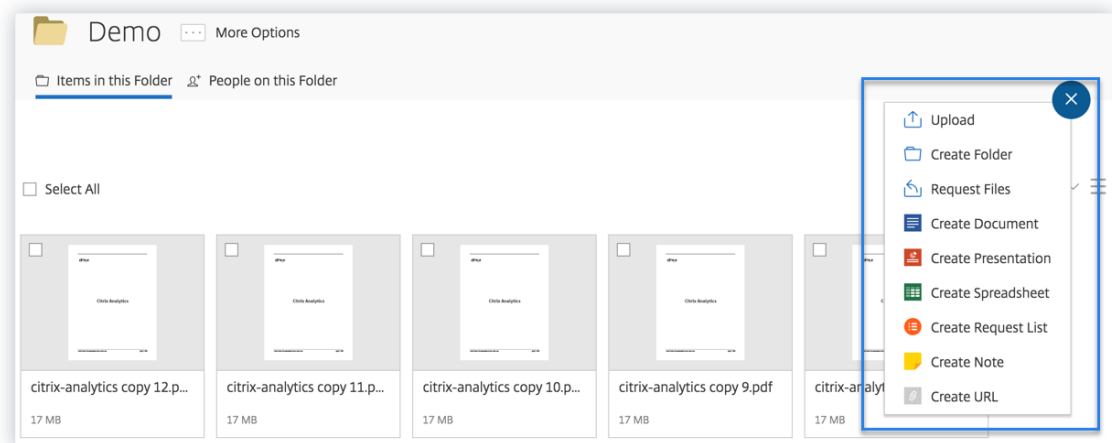 Demo
More Options
Items in this Folder
People on this Folder
Upload
Create Folder
Select All
Request Files
Create Document
Create Presentation
Create Spreadsheet
Create Request List
Create Note
Create URL
Citrix Analytics
Citrix Analytics
Citrix Analytics
Citrix Analytics
citrix-analytics copy 12.p...
citrix-analytics copy 11.p...
citrix-analytics copy 10.p...
citrix-analytics copy 9.pdf
17 MB
17 MB
17 MB
17 MB
17 MB